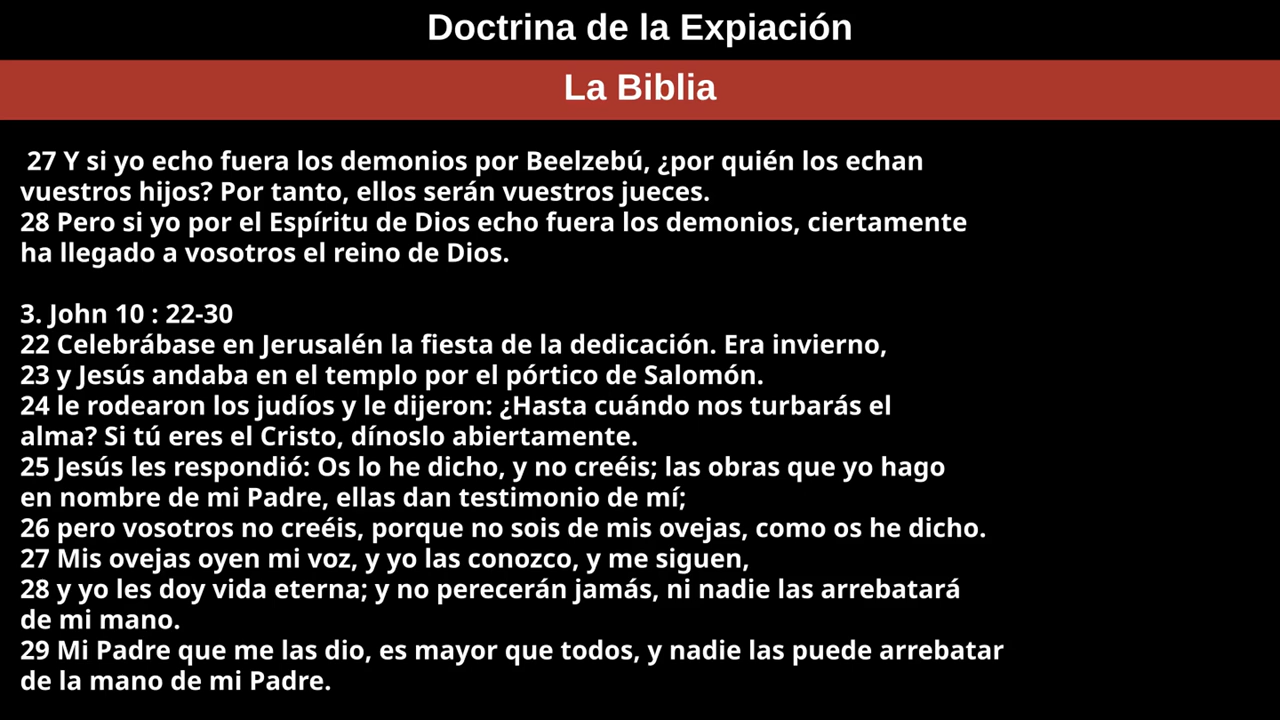 Doctrina de la Expiación
La Biblia
27 Y si yo echo fuera los demonios por Beelzebú, ¿por quién los echan
vuestros hijos? Por tanto, ellos serán vuestros jueces.
28 Pero si yo por el Espíritu de Dios echo fuera los demonios, ciertamente
ha llegado a vosotros el reino de Dios.
3. John 10 : 22-30
22 Celebrábase en Jerusalén la fiesta de la dedicación. Era invierno,
23 y Jesús andaba en el templo por el pórtico de Salomón.
24 le rodearon los judíos y le dijeron: ¿Hasta cuándo nos turbarás el
alma? Si tú eres el Cristo, dínoslo abiertamente.
25 Jesús les respondió: Os lo he dicho, y no creéis; las obras que yo hago
en nombre de mi Padre, ellas dan testimonio de mí;
26 pero vosotros no creéis, porque no sois de mis ovejas, como os he dicho.
27 Mis ovejas oyen mi voz, y yo las conozco, y me siguen,
28 y yo les doy vida eterna; y no perecerán jamás, ni nadie las arrebatará
de mi mano.
29 Mi Padre que me las dio, es mayor que todos, y nadie las puede arrebatar
de la mano de mi Padre.